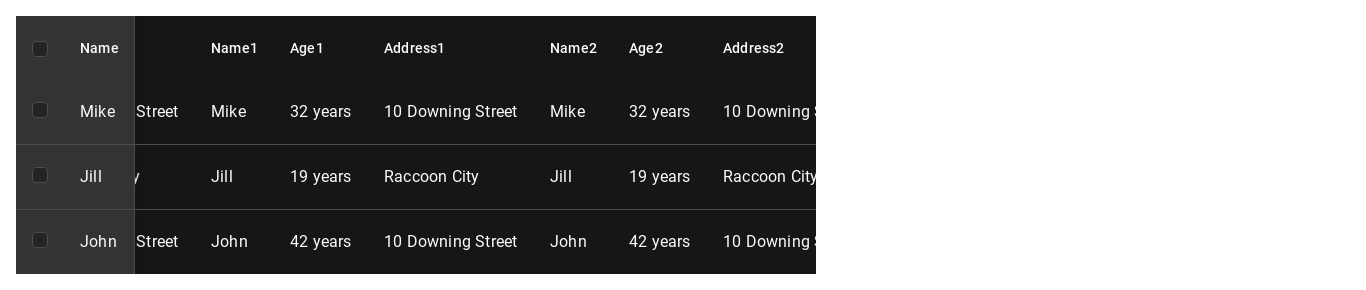 Name Name1 Age1 Address1 Name2 Age2 Address2
Mike Street Mike 32 years 10 Downing Street Mike 32 years 10 Downing
Jill y Jill 19 years Raccoon City Jill 19 years Raccoon City
John Street John 42 years 10 Downing Street John 42 years 10 Downing